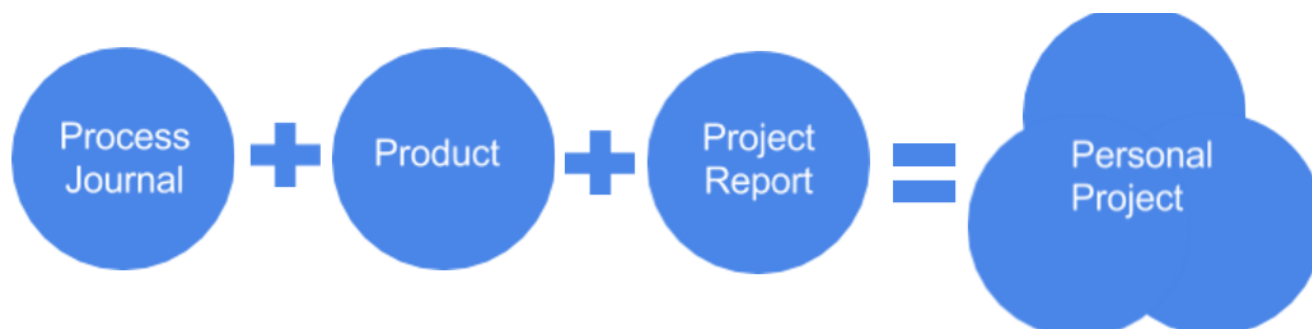 Process
Journal
Product
Project
Report
Personal
Project